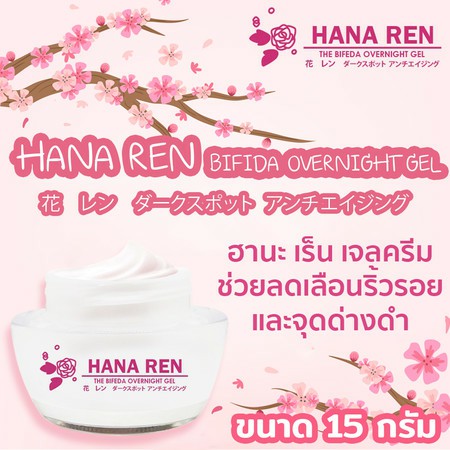 HANA REN
THE BIFEDA OVERNIGHT GEL
花 レン ダークスポット アンチエイジング
HANA REN BIFIDA OVERNIGHT GEL
花 レン ダークスポット アンチエイジング
ฮานะ เร็น เจลครีม
ช่วยลดเลือนริ้วรอย
และจุดด่างดำ
HANA REN
THE BIFEDA OVERNIGHT GEL
花 レン ダークスポット アンチエイジング
ขนาด 15 กรัม